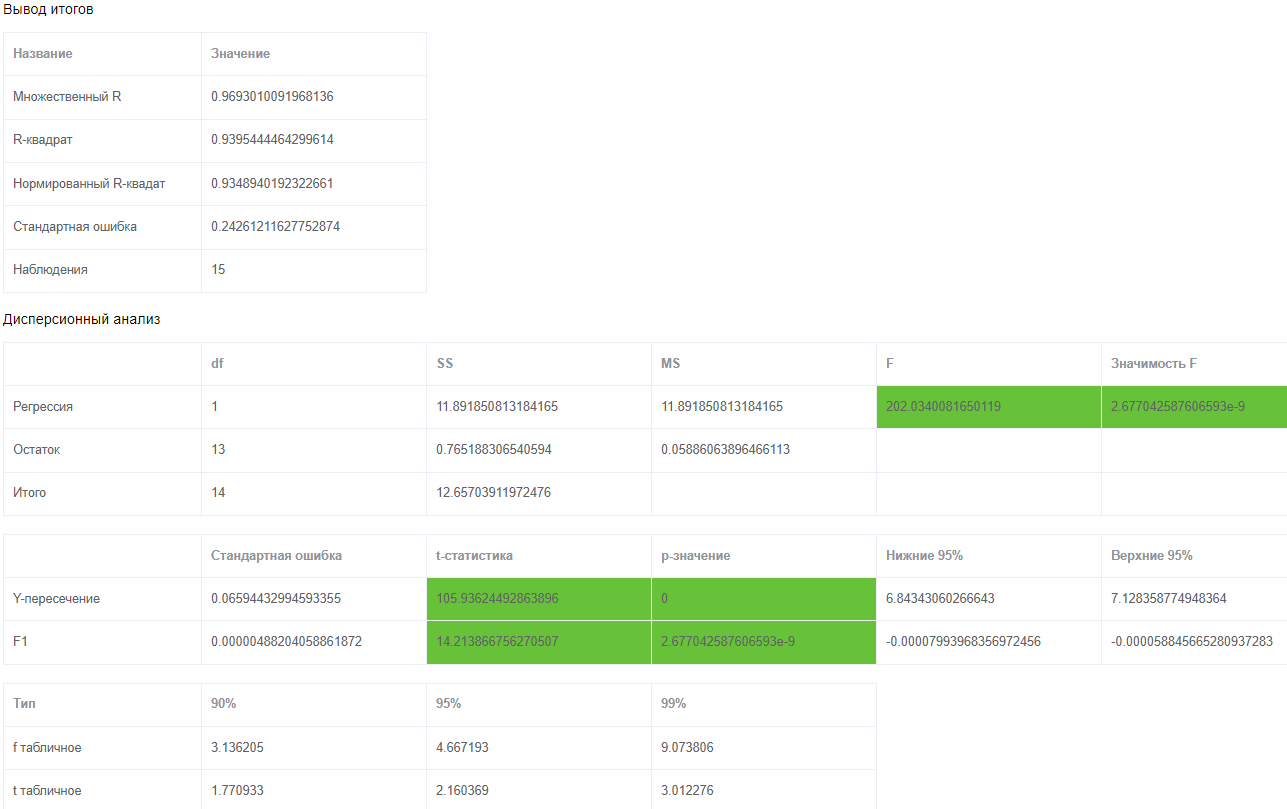 Вывод итогов
Название Значение
Множественный R 0.9693010091968136
R-квадрат 0.9395444464299614
Нормированный R-квадат 0.9348940192322661
Стандартная ошибка 0.24261211627752874
Наблюдения 15
Дисперсионный анализ
df SS MS F Значимость F
Регрессия 1 11.891850813184165 11.891850813184165 202.0340081650119 2.677042587606593e-9
Остаток 13 0.765188306540594 0.05886063896466113
Итого 14 12.65703911972476
Стандартная ошибка t-статистика p-значение Нижние 95% Верхние 95%
Y-пересечение 0.06594432994593355 105.93624492863896 0 6.84343060266643 7.128358774948364
F1 0.00000488204058861872 14.213866756270507 2.677042587606593e-9 -0.00007993968356972456 -0.000058845665280937283
Тип 90% 95% 99%
f табличное 3.136205 4.667193 9.073806
t табличное 1.770933 2.160369 3.012276